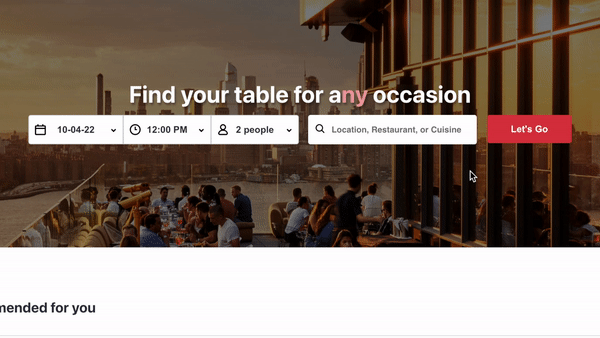 Find your table for any occasion
10-04-22
12:00 PM
2 people
Location, Restaurant, or Cuisine
Let's Go
mended for you